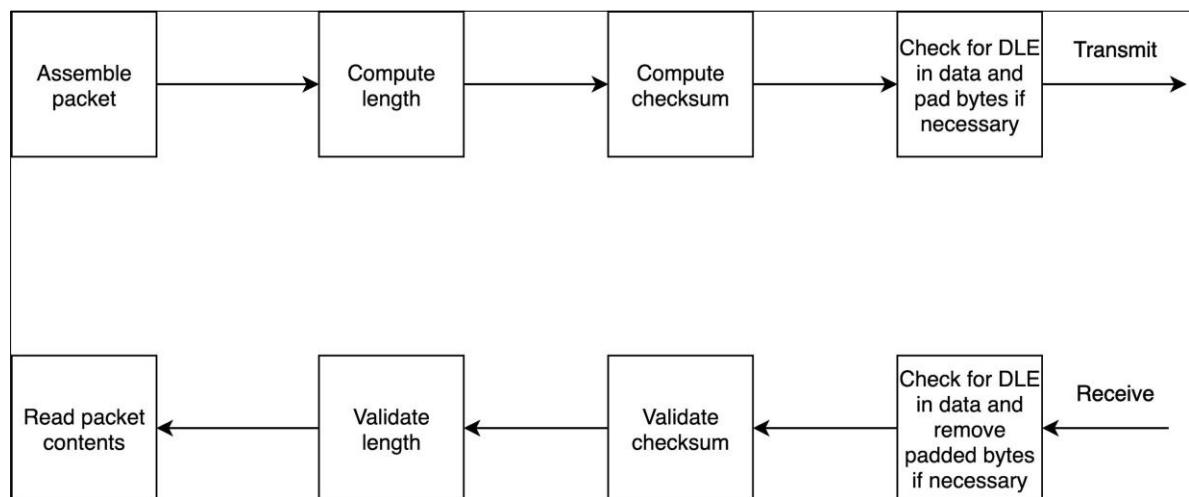 Assemble
packet
Compute
length
Compute
checksum
Check for DLE
in data and
pad bytes if
necessary
Transmit
Read packet
contents
Validate
length
Validate
checksum
Check for DLE
in data and
remove
padded bytes
if necessary
Receive